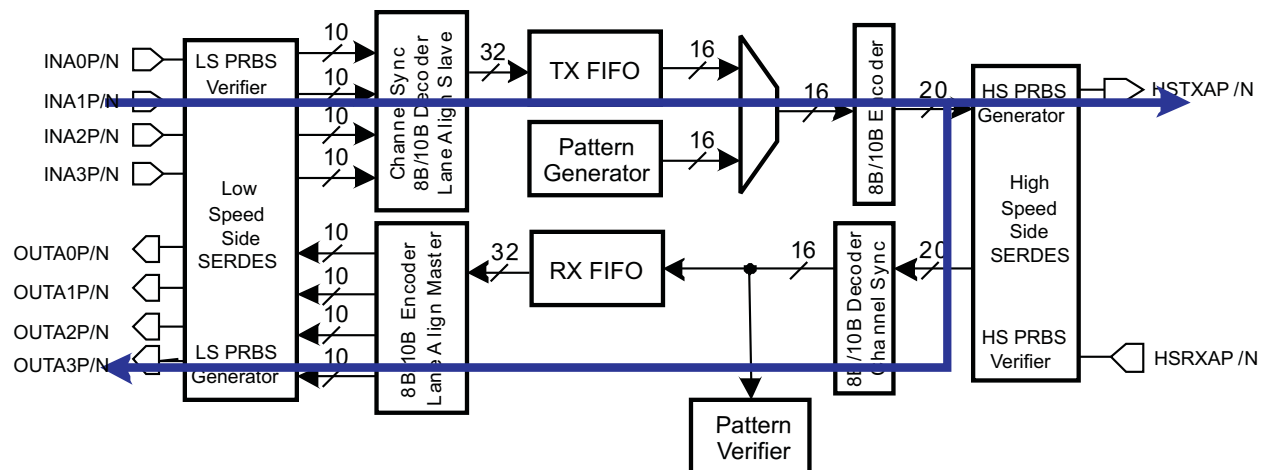 INA0P/N
INA1P/N
INA2P/N
INA3P/N
OUTA0P/N
OUTA1P/N
OUTA2P/N
OUTA3P/N
LS PRBS
Verifier
Low
Speed
Side
SERDES
LS PRBS
Generator
10
10
10
10
10
10
10
10
Channel Sync
8B/10B Decoder
Lane Align Slave
8B/10B Encoder
Lane Align Master
32
TX FIFO
16
Pattern
Generator
16
16
8B/10B Encoder
20
32
RX FIFO
16
8B/10B Decoder
Channel Sync
20
Pattern
Verifier
HS PRBS
Generator
High
Speed
Side
SERDES
HS PRBS
Verifier
HSTXAP/N
HSRXAP/N